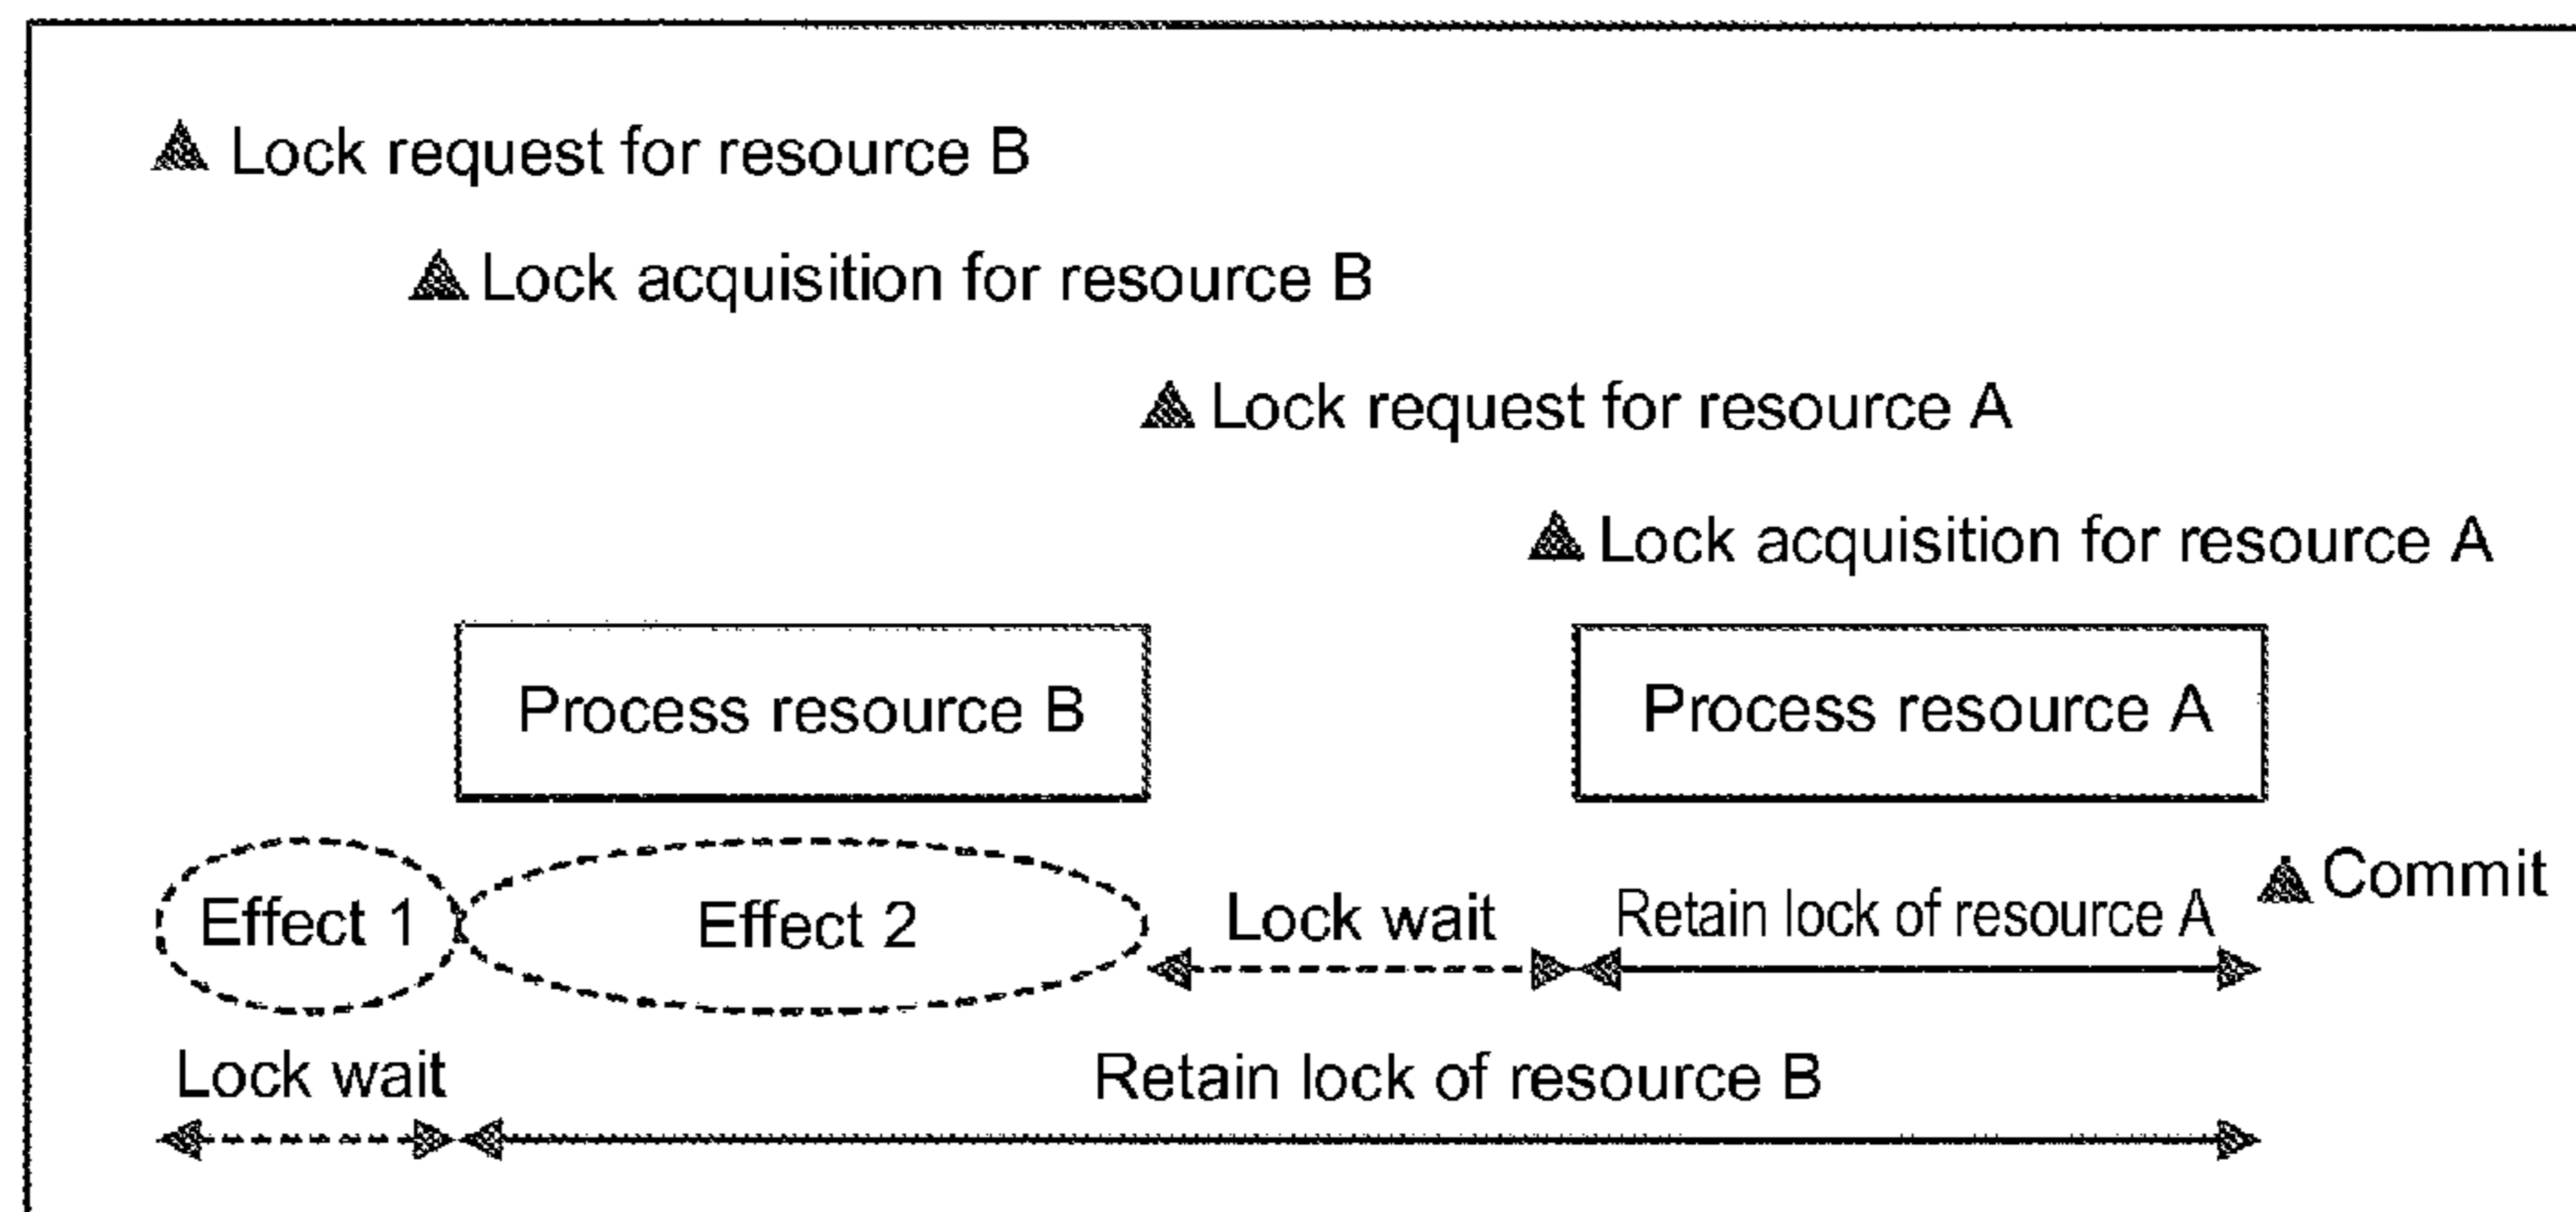 Lock request for resource B
Lock acquisition for resource B
Lock request for resource A
Lock acquisition for resource A
Process resource B
Process resource A
Effect 1
Effect 2
Lock wait
Retain lock of resource A
Commit
Lock wait
Retain lock of resource B